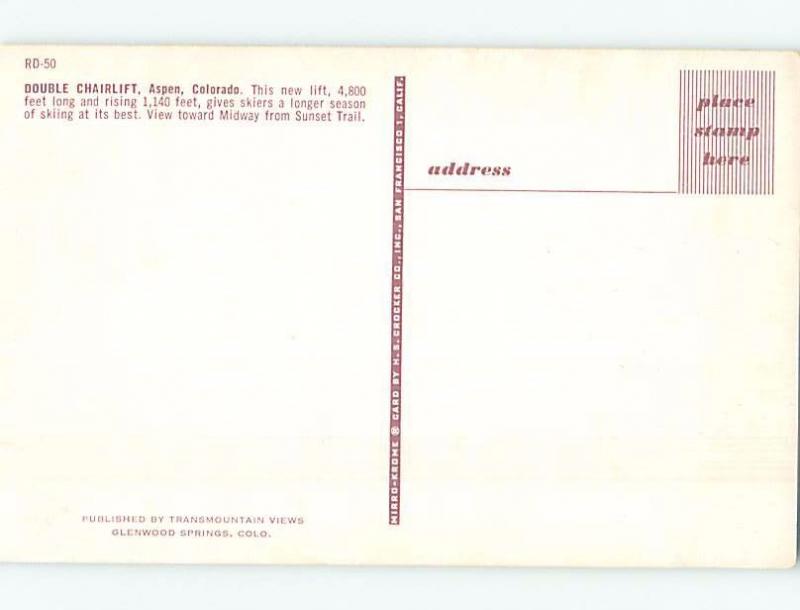 RD-50
DOUBLE CHAIRLIFT, Aspen, Colorado. This new lift, 4,800
feet long and rising 1,140 feet, gives skiers a longer season
of skiing at its best. View toward Midway from Sunset Trail.
MIRRO-KROME ® CARD BY H. S. CROCKER CO., INC., SAN FRANCISCO 1, CALIF.
place
stamp
here
address
PUBLISHED BY TRANSMOUNTAIN VIEWS
GLENWOOD SPRINGS, COLO.